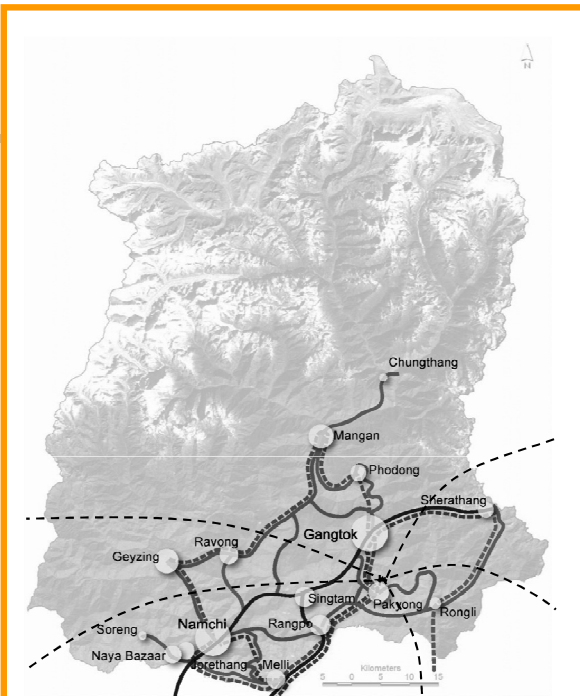 N
Chungthang
Mangan
Phodong
Sherathang
Gangtok
Ravong
Geyzing
Singtam
Pakyong
Rongli
Soreng
Namchi
Rangpo
Naya Bazaar
Jorethang
Melli
Kilometers
5 0 5 10 15